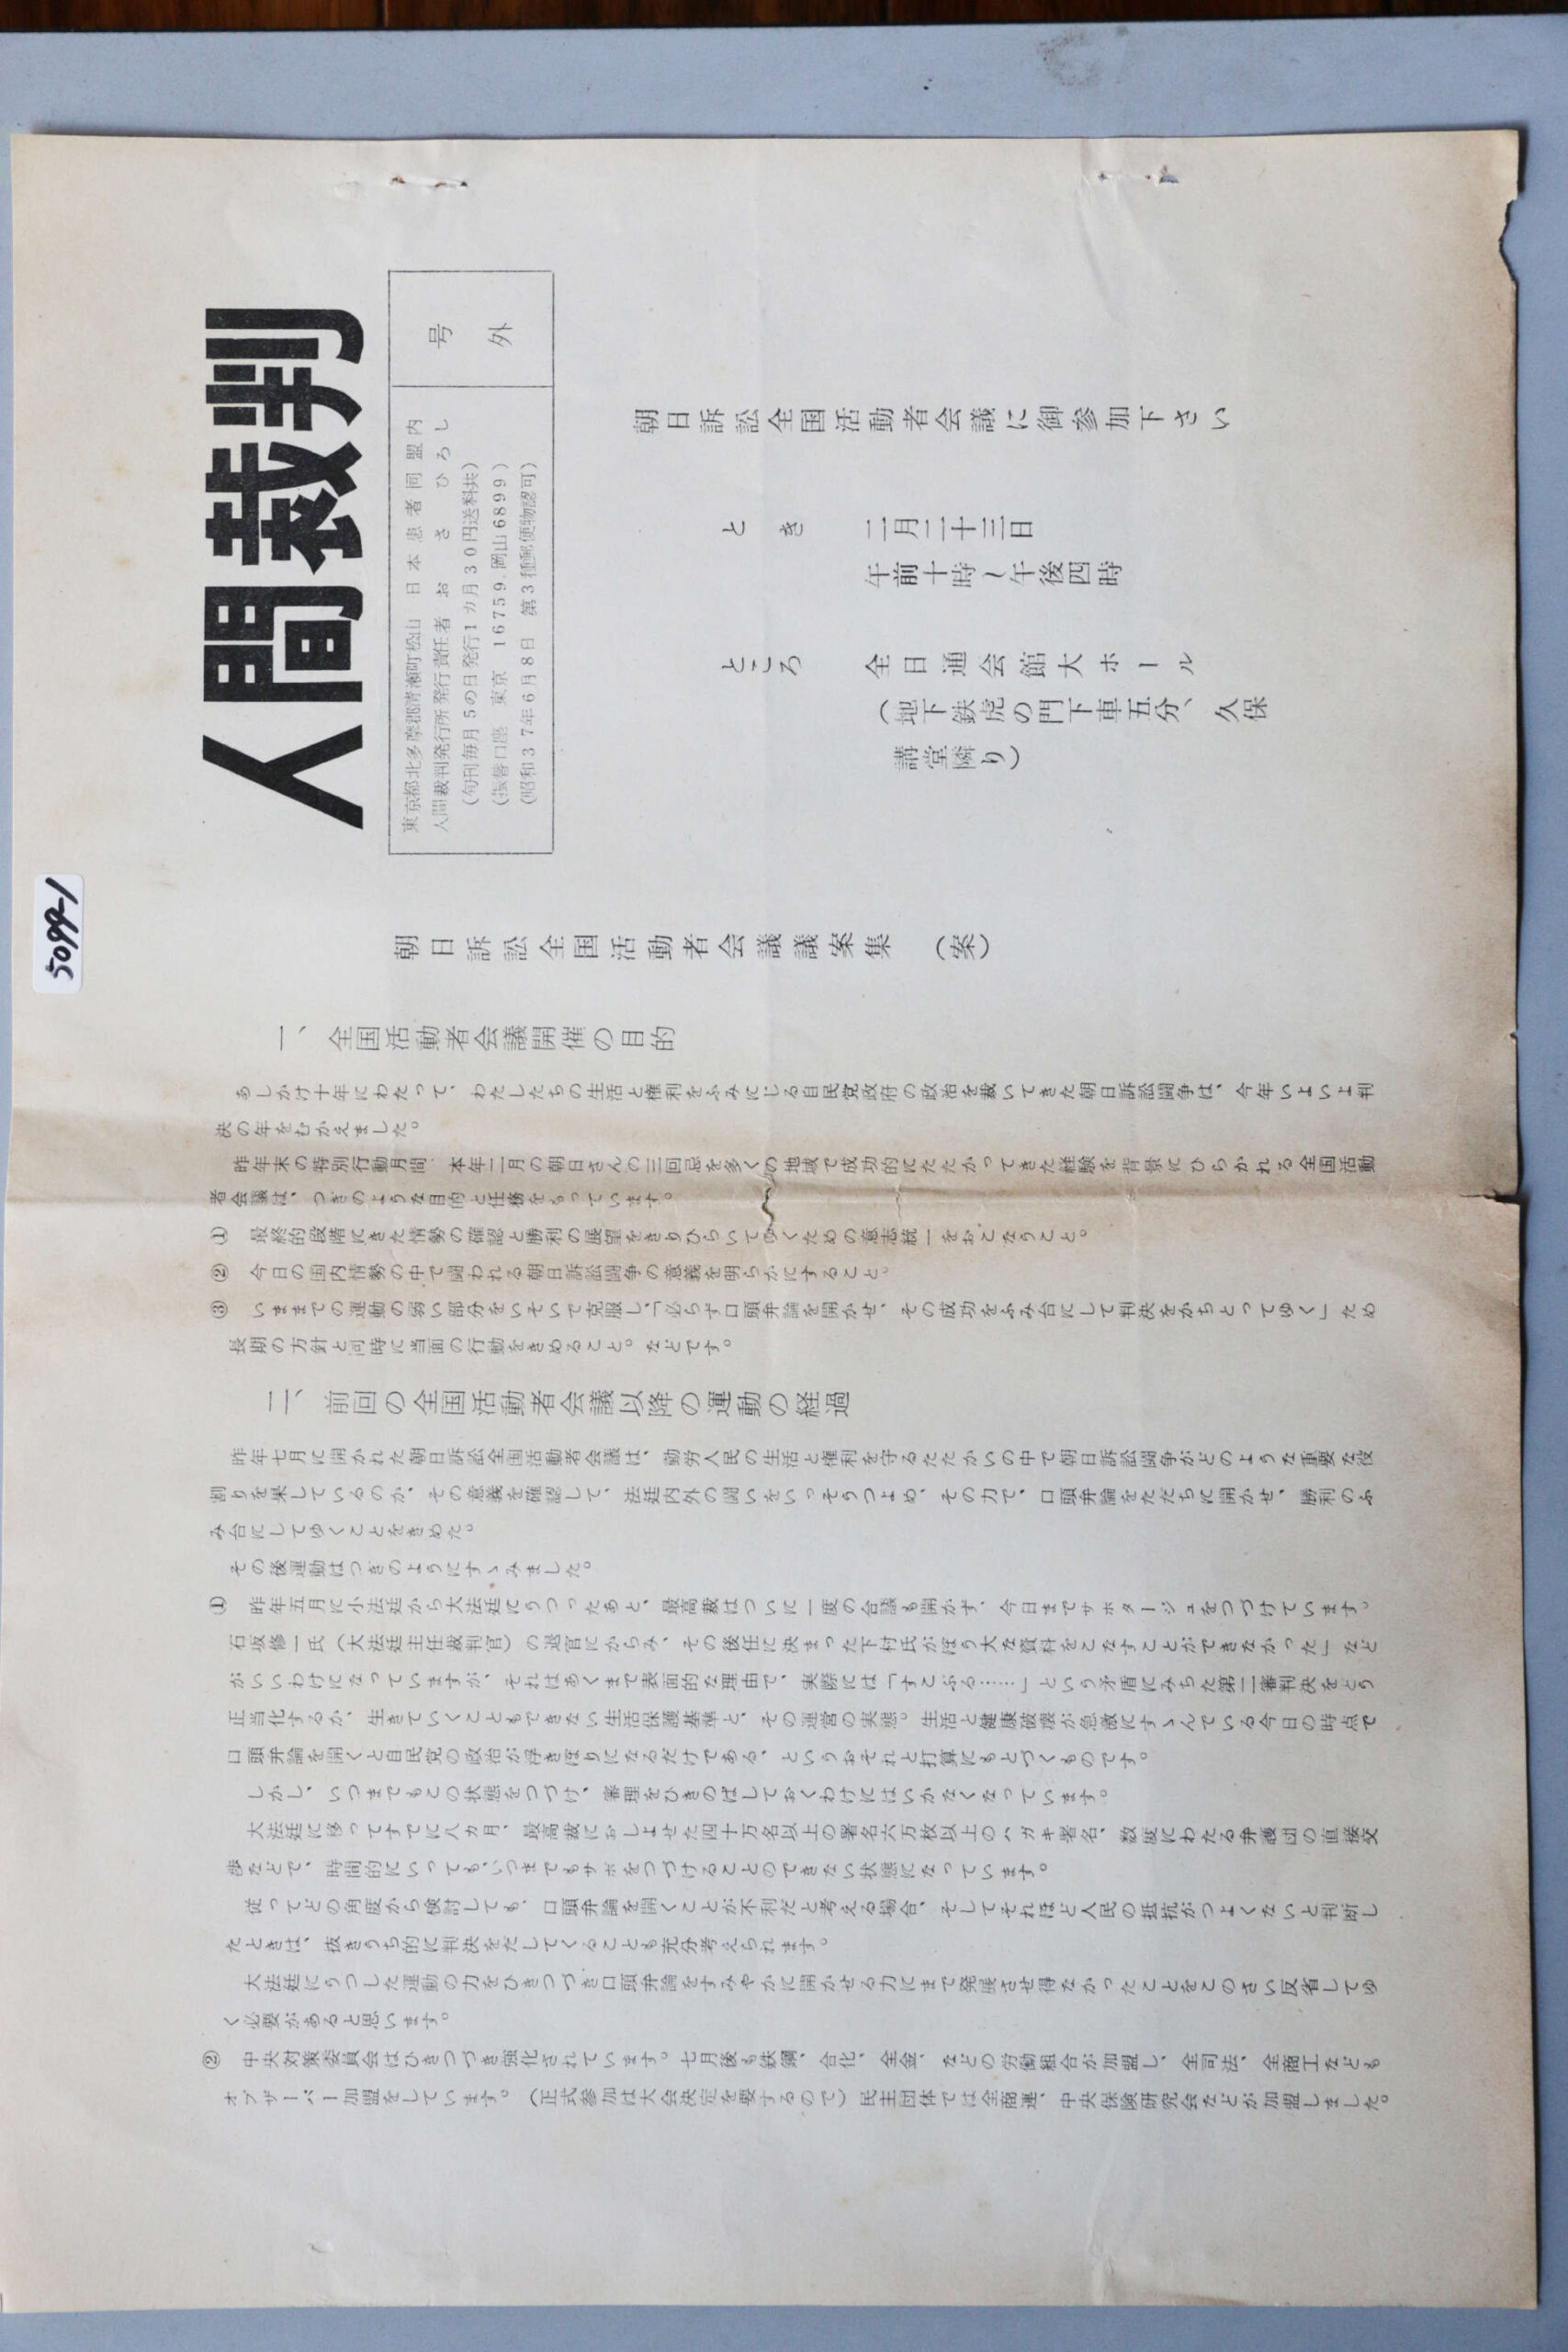 5099-1
人間裁判
号外
東京都北多摩郡清瀬町松山 日本患者同盟内
人間裁判発行所 発行責任者 おさひろし
(旬刊毎月5の日発行1カ月30円送料共)
(振替口座 東京 16759.岡山6899)
(昭和37年6月8日 第3種郵便物認可)
朝日訴訟全国活動者会議に御参加下さい
とき 二月二十三日
午前十時~午後四時
ところ 全日通会館大ホール
(地下鉄虎の門下車五分、久保
講堂隣り)
朝日訴訟全国活動者会議議案集 (案)
一、全国活動者会議開催の目的
あしかけ十年にわたって、わたしたちの生活と権利をふみにじる自民党政府の政治を裁いてきた朝日訴訟闘争は、今年いよいよ判
決の年をむかえました。
昨年末の特別行動月間、本年二月の朝日さんの三回忌を多くの地域で成功的にたたかってきた経験を背景にひらかれる全国活動
者会議は、つぎのような目的と任務をもっています。
① 最終的段階にきた情勢の確認と勝利の展望をきりひらいてゆくための意志統一をおこなうこと。
② 今日の国内情勢の中で闘われる朝日訴訟闘争の意義を明らかにすること。
③ いままでの運動の弱い部分をいそいで克服し、「必らず口頭弁論を開かせ、その成功をふみ台にして判決をかちとってゆく」ため
長期の方針と同時に当面の行動をきめること。などです。
二、前回の全国活動者会議以降の運動の経過
昨年七月に開かれた朝日訴訟全国活動者会議は、勤労人民の生活と権利を守るたたかいの中で朝日訴訟闘争がどのような重要な役
割りを果しているのか、その意義を確認して、法廷内外の闘いをいっそうつよめ、その力で、口頭弁論をただちに開かせ、勝利のふ
み台にしてゆくことをきめた。
その後運動はつぎのようにすゝみました。
① 昨年五月に小法廷から大法廷にうつったあと、最高裁はついに一度の合議も開かず、今日までサボタージュをつづけています。
石坂修一氏(大法廷主任裁判官)の退官にからみ、その後任に決まった下村氏がぼう大な資料をこなすことができなかった」など
がいいわけになっていますが、それはあくまで表面的な理由で、実際には「すこぶる……」という矛盾にみちた第二審判決をどう
正当化するか、生きていくこともできない生活保護基準と、その運営の実態。生活と健康破壊が急激にすゝんでいる今日の時点で
口頭弁論を開くと自民党の政治が浮きぼりになるだけである、というおそれと打算にもとづくものです。
しかし、いつまでもこの状態をつづけ、審理をひきのばしておくわけにはいかなくなっています。
大法廷に移ってすでに八カ月、最高裁におしよせた四十万名以上の署名六万枚以上のハガキ署名、数度にわたる弁護団の直接交
渉などで、時間的にいっても、いつまでもサボをつづけることのできない状態になっています。
従ってどの角度から検討しても、口頭弁論を開くことが不利だと考える場合、そしてそれほど人民の抵抗がつよくないと判断し
たときは、抜きうち的に判決をだしてくることも充分考えられます。
大法廷にうつした運動の力をひきつづき口頭弁論をすみやかに開かせる力にまで発展させ得なかったことをこのさい反省してゆ
く必要があると思います。
② 中央対策委員会はひきつづき強化されています。七月後も鉄鋼、合化、全金、などの労働組合が加盟し、全司法、全商工なども
オブザーバー加盟をしています。(正式参加は大会決定を要するので)民主団体では全商連、中央保険研究会などが加盟しました。